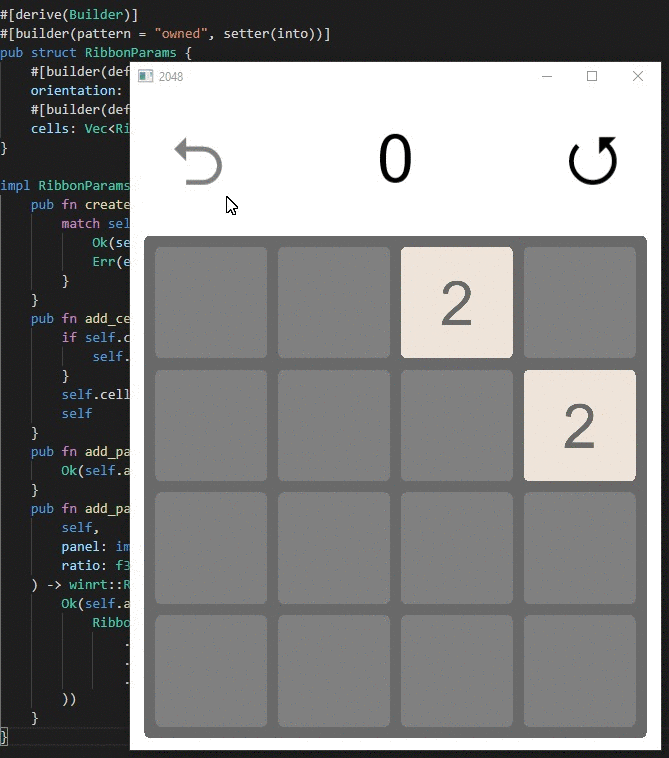 #[derive(Builder)]
#[builder(pattern = "owned", setter(into))]
pub struct RibbonParams {
#[builder(def
orientation:
#[builder(def
cells: Vec<Ri
}
impl RibbonParams
pub fn create
match sel
Ok(se
Err(e
}
}
pub fn add_ce
if self.c
self.
}
self.cell
self
}
pub fn add_pa
Ok(self.a
}
pub fn add_pa
self,
panel: im
ratio: f3
) -> winrt::R
Ok(self.a
Ribbo
.
.
.
))
}
}
2048
0
2
2